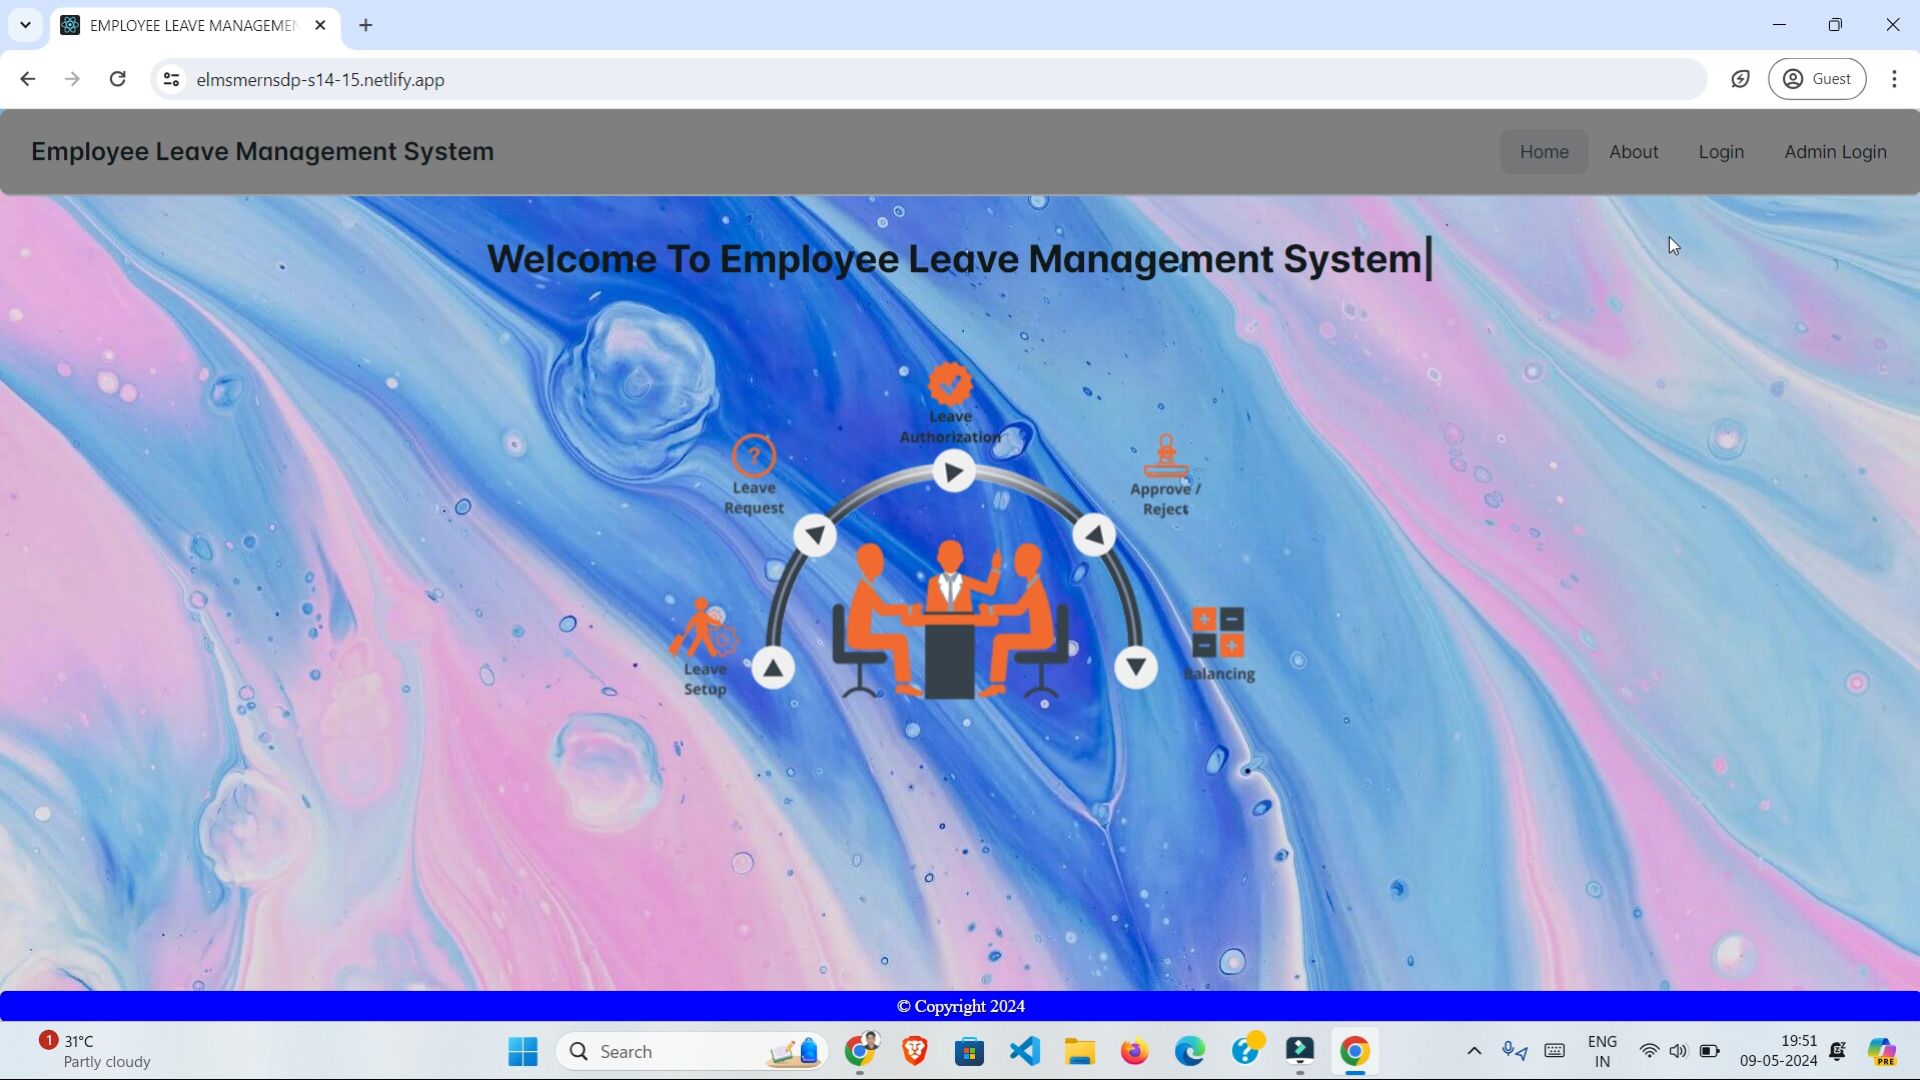 EMPLOYEE LEAVE MANAGEMEN
elmsmernsdp-s14-15.netlify.app
Guest
Employee Leave Management System
Home
About
Login
Admin Login
Welcome To Employee Leave Management System
Leave
Authorization
?
Leave
Request
Approve /
Reject
Leave
Setup
Balancing
© Copyright 2024
1
31°C
Partly cloudy
Search
ENG
IN
19:51
09-05-2024
PRE